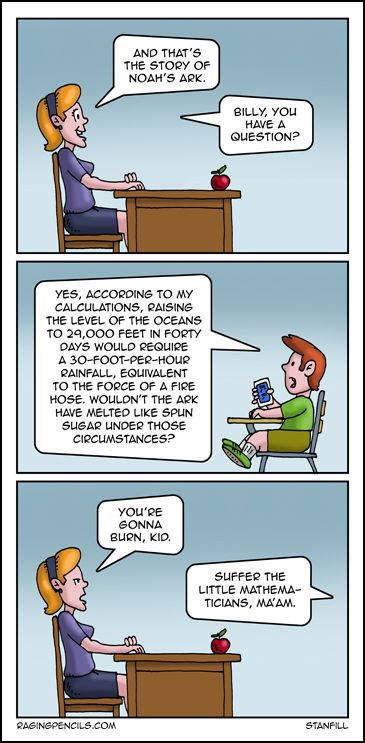 AND THAT'S
THE STORY OF
NOAH'S ARK.
BILLY, YOU
HAVE A
QUESTION?
YES, ACCORDING TO MY
CALCULATIONS, RAISING
THE LEVEL OF THE OCEANS
TO 29,000 FEET IN FORTY
DAYS WOULD REQUIRE
A 30-FOOT-PER-HOUR
RAINFALL, EQUIVALENT
TO THE FORCE OF A FIRE
HOSE. WOULDN'T THE ARK
HAVE MELTED LIKE SPUN
SUGAR UNDER THOSE
CIRCUMSTANCES?
YOU'RE
GONNA
BURN, KID.
SUFFER THE
LITTLE MATHEMA-
TICIANS, MA'AM.
RAGINGPENCILS.COM
STANFILL